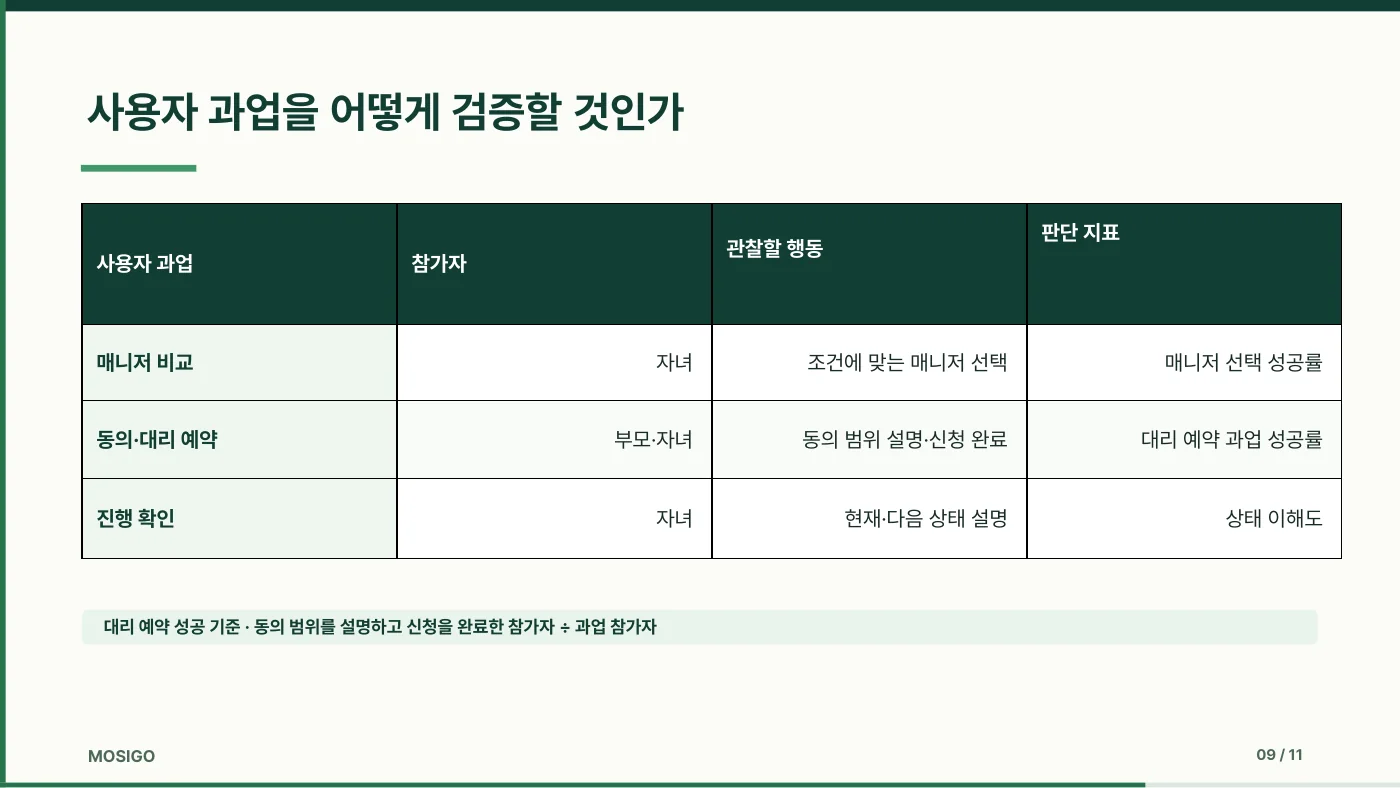 사용자 과업을 어떻게 검증할 것인가
사용자 과업 참가자 관찰할 행동 판단 지표
매니저 비교 자녀 조건에 맞는 매니저 선택 매니저 선택 성공률
동의·대리 예약 부모·자녀 동의 범위 설명·신청 완료 대리 예약 과업 성공률
진행 확인 자녀 현재·다음 상태 설명 상태 이해도
대리 예약 성공 기준 · 동의 범위를 설명하고 신청을 완료한 참가자 ÷ 과업 참가자
MOSIGO 09 / 11